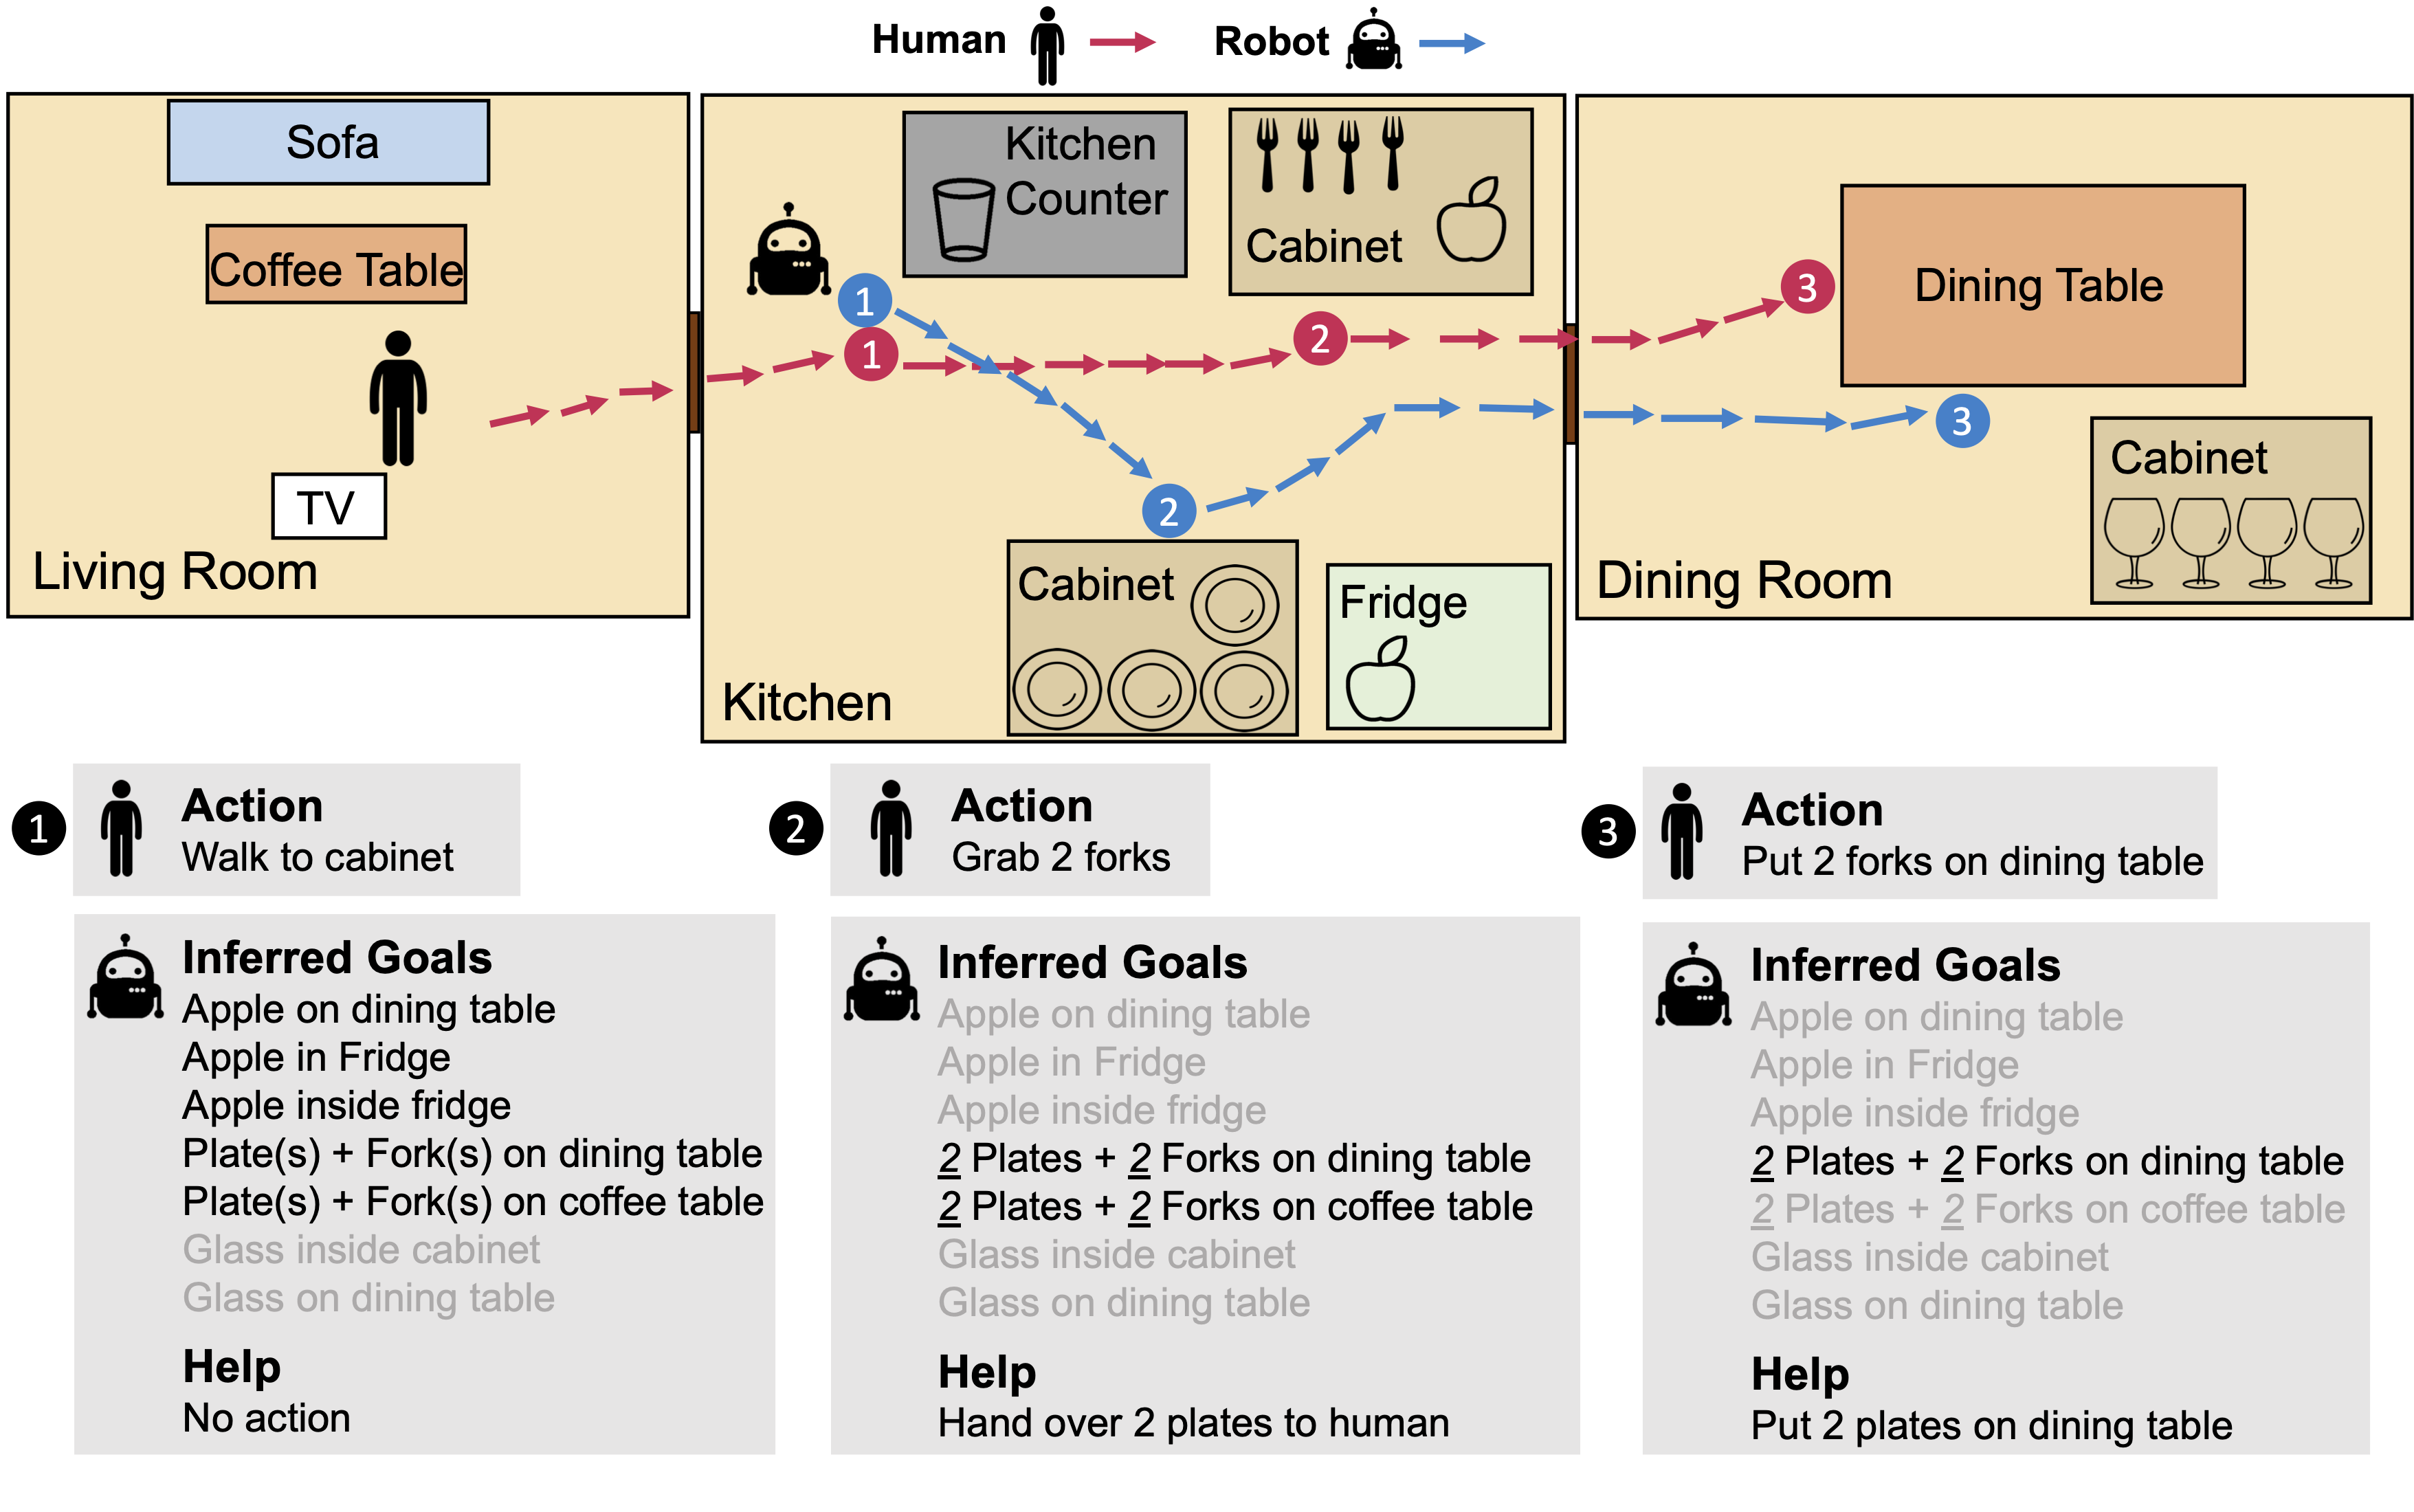 Human
Robot
Sofa
Coffee Table
TV
Living Room
Kitchen
Counter
Cabinet
1
1
2
2
Cabinet
Fridge
Kitchen
3
Dining Table
3
Cabinet
Dining Room
1
Action
Walk to cabinet
Inferred Goals
Apple on dining table
Apple in Fridge
Apple inside fridge
Plate(s) + Fork(s) on dining table
Plate(s) + Fork(s) on coffee table
Glass inside cabinet
Glass on dining table
Help
No action
2
Action
Grab 2 forks
Inferred Goals
Apple on dining table
Apple in Fridge
Apple inside fridge
2 Plates + 2 Forks on dining table
2 Plates + 2 Forks on coffee table
Glass inside cabinet
Glass on dining table
Help
Hand over 2 plates to human
3
Action
Put 2 forks on dining table
Inferred Goals
Apple on dining table
Apple in Fridge
Apple inside fridge
2 Plates + 2 Forks on dining table
2 Plates + 2 Forks on coffee table
Glass inside cabinet
Glass on dining table
Help
Put 2 plates on dining table